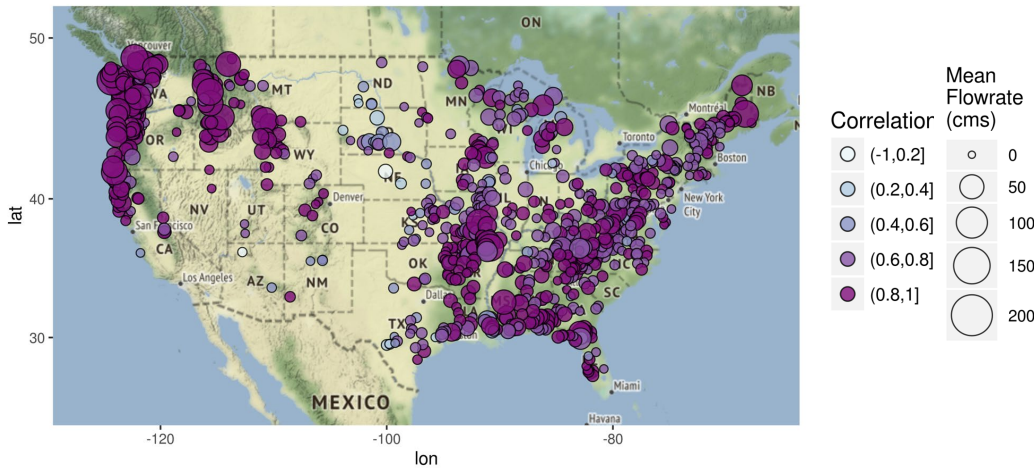 50
40
30
lat
-120
-100
-80
lon
Vancouver
ON
WA
MT
ND
MN
NB
Montréal
OR
WI
Toronto
WY
Boston
Chicago
New York
City
NV
UT
Denver
San Francisco
CO
CA
OK
Los Angeles
AZ
NM
SC
MS
TX
MEXICO
Miami
Havana
Correlation
(-1,0.2]
(0.2,0.4]
(0.4,0.6]
(0.6,0.8]
(0.8,1]
Mean
Flowrate
(cms)
0
50
100
150
200